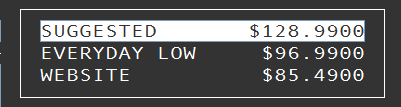 SUGGESTED $128.9900
EVERYDAY LOW $96.9900
WEBSITE $85.4900